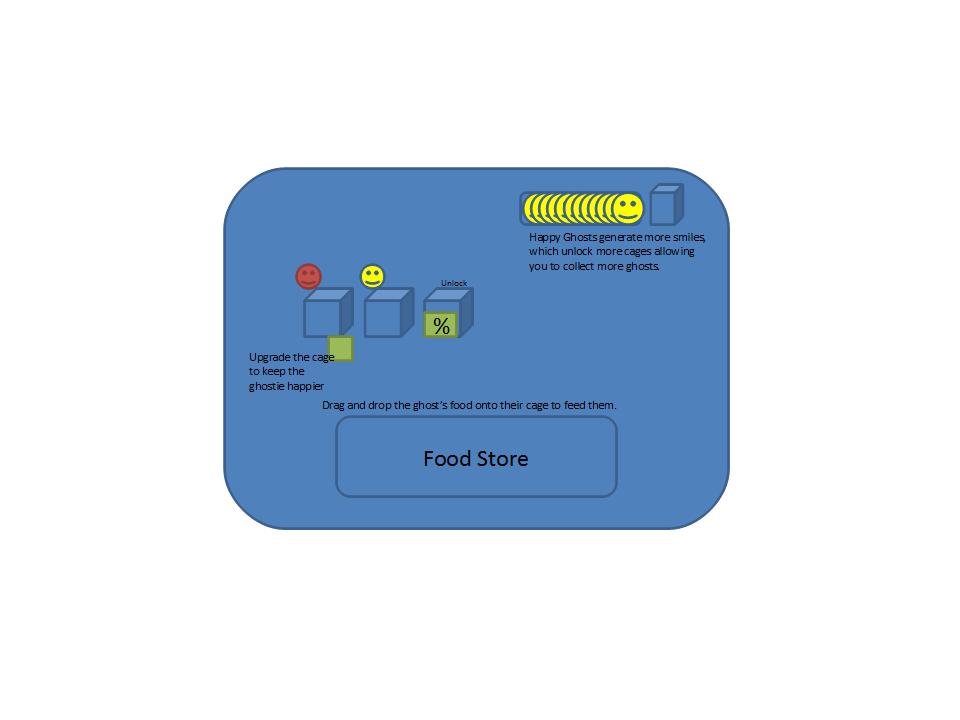 Happy Ghosts generate more smiles,
which unlock more cages allowing
you to collect more ghosts.
Unlock
%
Upgrade the cage
to keep the
ghostie happier
Drag and drop the ghost's food onto their cage to feed them.
Food Store